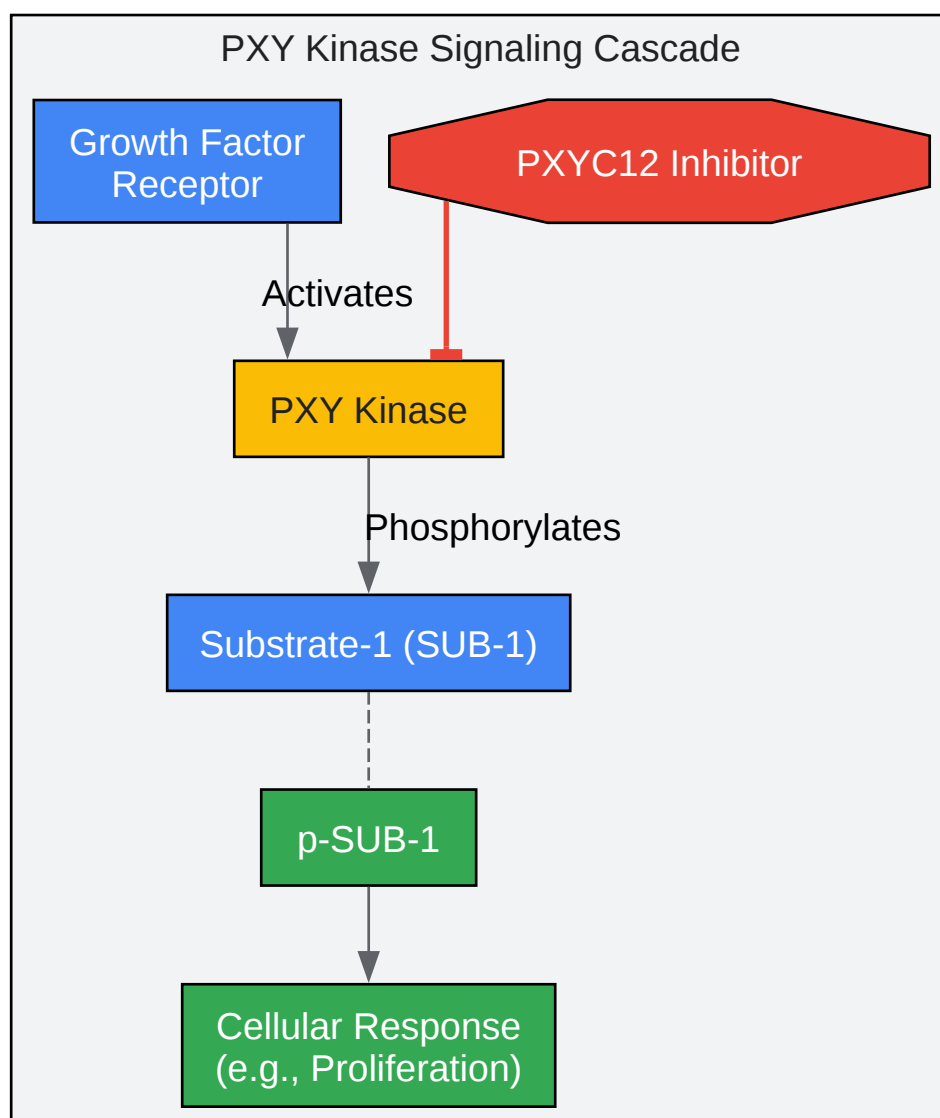 PXY Kinase Signaling Cascade
Growth Factor
Receptor
PXYC12 Inhibitor
Activates
PXY Kinase
Phosphorylates
Substrate-1 (SUB-1)
p-SUB-1
Cellular Response
(e.g., Proliferation)